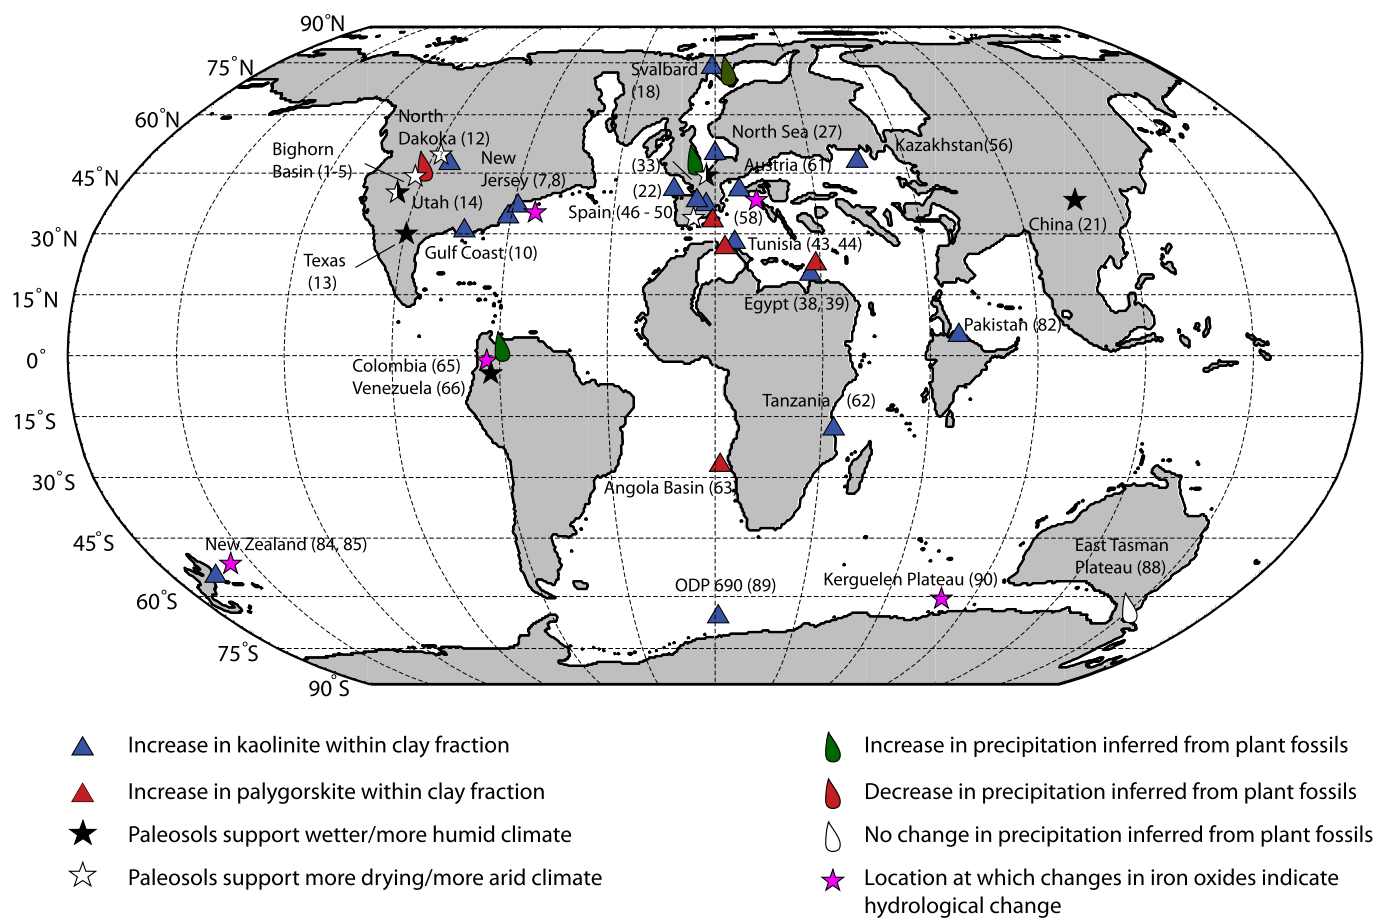 90°N
75°N
60°N
45°N
30°N
15°N
0°
15°S
30°S
45°S
60°S
75°S
90°S
Svalbard
(18)
North
Dakoka (12)
Bighorn
Basin (1-5)
New
Jersey (7,8)
Utah (14)
Gulf Coast (10)
Texas
(13)
North Sea (27)
Kazakhstan(56)
(33)
Austria (61)
(22)
Spain (46 - 50)
(58)
China (21)
Tunisia (43, 44)
Egypt (38, 39)
Pakistan (82)
Colombia (65)
Venezuela (66)
Tanzania (62)
Angola Basin (63
New Zealand (84, 85)
East Tasman
Plateau (88)
ODP 690 (89)
Kerguelen Plateau (90)
Increase in kaolinite within clay fraction
Increase in palygorskite within clay fraction
Paleosols support wetter/more humid climate
Paleosols support more drying/more arid climate
Increase in precipitation inferred from plant fossils
Decrease in precipitation inferred from plant fossils
No change in precipitation inferred from plant fossils
Location at which changes in iron oxides indicate
hydrological change